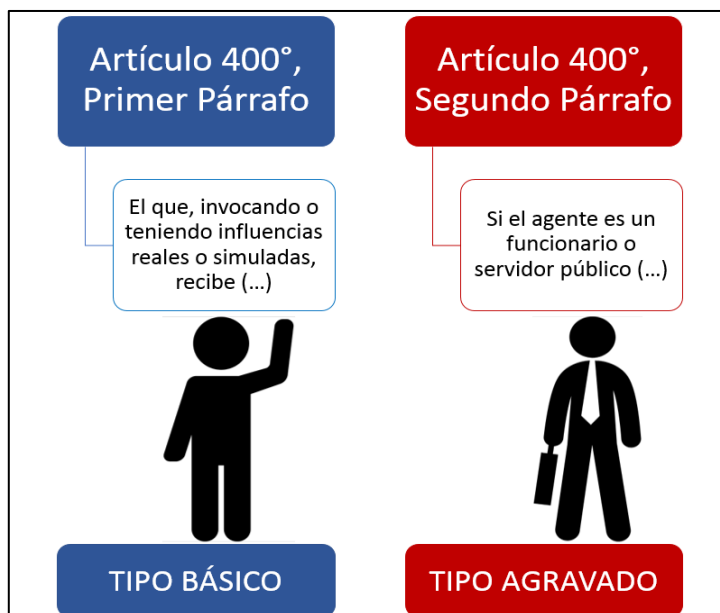 Artículo 400°,
Primer Párrafo
El que, invocando o
teniendo influencias
reales o simuladas,
recibe (...)
TIPO BÁSICO
Artículo 400°,
Segundo Párrafo
Si el agente es un
funcionario o
servidor público (...)
TIPO AGRAVADO